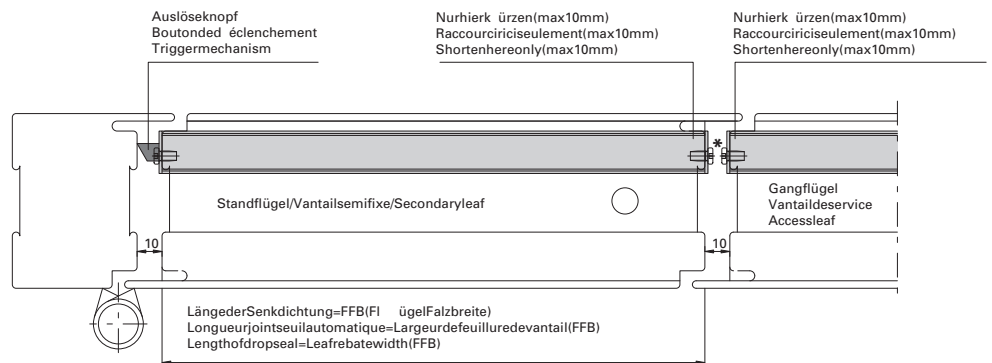 Auslöseknopf
Boutonded éclenchement
Triggermechanism
Nurhierk ürzen(max10mm)
Raccourciriciseulement(max10mm)
Shortenhereonly(max10mm)
Nurhierk ürzen(max10mm)
Raccourciriciseulement(max10mm)
Shortenhereonly(max10mm)
*
Standflügel/Vantailsemifixe/Secondaryleaf
Gangflügel
Vantaildeservice
Accessleaf
10
10
LängederSenkdichtung=FFB(Fl ügelFalzbreite)
Longueurjointseuilautomatique=Largeurdefeuilluredevantail(FFB)
Lengthofdropseal=Leafrebatewidth(FFB)